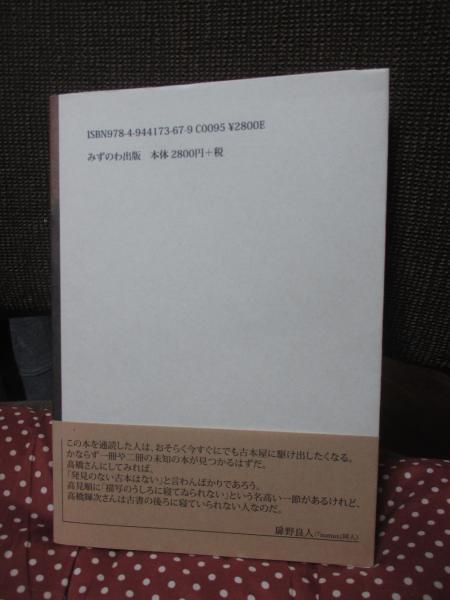 ISBN978-4-944173-67-9 C0095 ¥2800E
みずのわ出版　本体 2800円＋税
この本を通読した人は、おそらく今すぐにでも古本屋に駆け出したくなる。
かならず一冊や二冊の未知の本が見つかるはずだ。
高橋さんにしてみれば、
「発見のない古本はない」と言わんばかりであろう。
高見順に「描写のうしろに寝てゐられない」という名高い一節があるけれど、
高橋輝次さんは古書の後ろに寝ていられない人なのだ。
扉野良人（「sumus」同人）